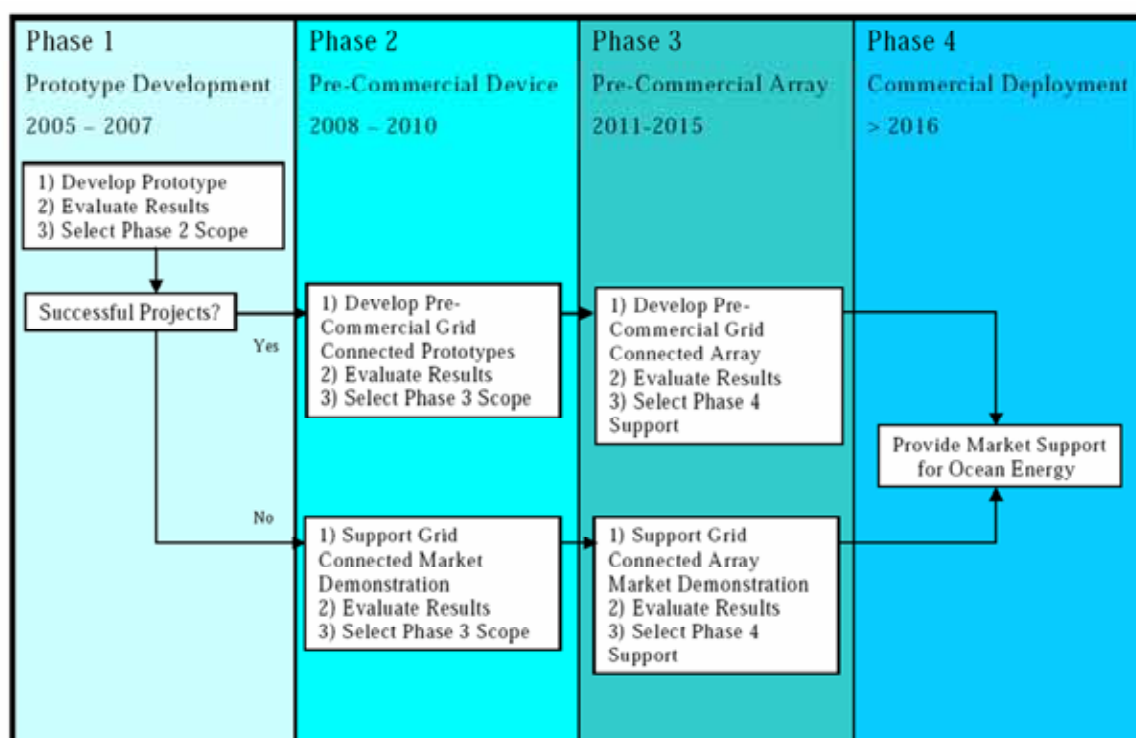 Phase 1
Prototype Development
2005 – 2007
1) Develop Prototype
2) Evaluate Results
3) Select Phase 2 Scope
Successful Projects?
Yes
No
Phase 2
Pre-Commercial Device
2008 – 2010
1) Develop Pre-
Commercial Grid
Connected Prototypes
2) Evaluate Results
3) Select Phase 3 Scope
1) Support Grid
Connected Market
Demonstration
2) Evaluate Results
3) Select Phase 3 Scope
Phase 3
Pre-Commercial Array
2011-2015
1) Develop Pre-
Commercial Grid
Connected Array
2) Evaluate Results
3) Select Phase 4
Support
1) Support Grid
Connected Array
Market Demonstration
2) Evaluate Results
3) Select Phase 4
Support
Phase 4
Commercial Deployment
> 2016
Provide Market Support
for Ocean Energy